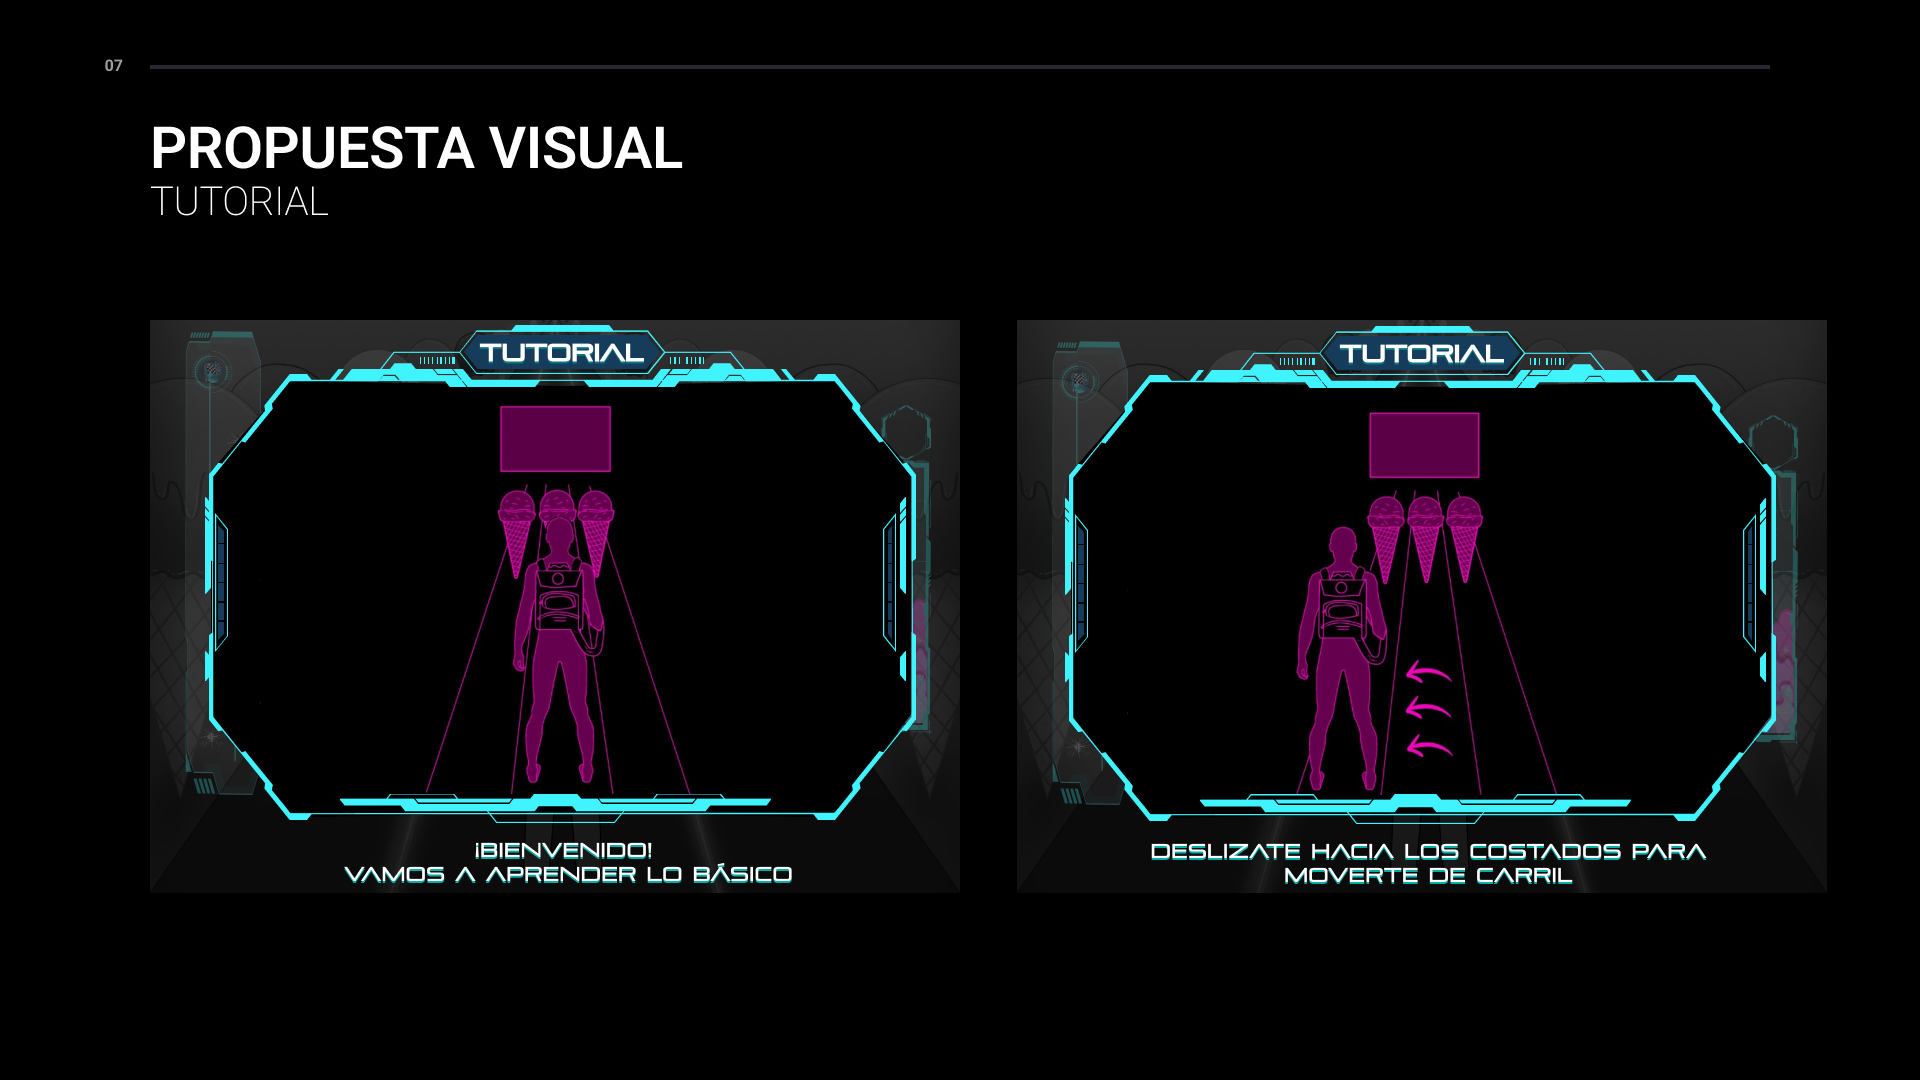 07
PROPUESTA VISUAL
TUTORIAL
TUTORIAL
¡BIENVENIDO!
VAMOS A APRENDER LO BÁSICO
TUTORIAL
DESLIZATE HACIA LOS COSTADOS PARA
MOVERTE DE CARRIL